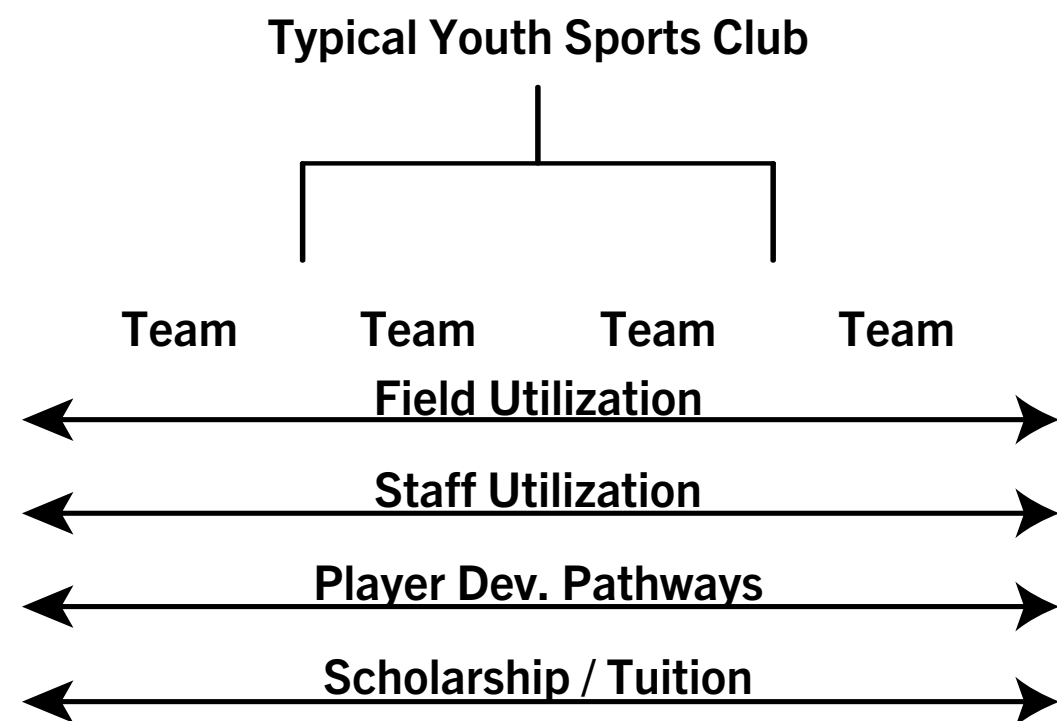 Typical Youth Sports Club
Team Team Team Team
Field Utilization
Staff Utilization
Player Dev. Pathways
Scholarship / Tuition